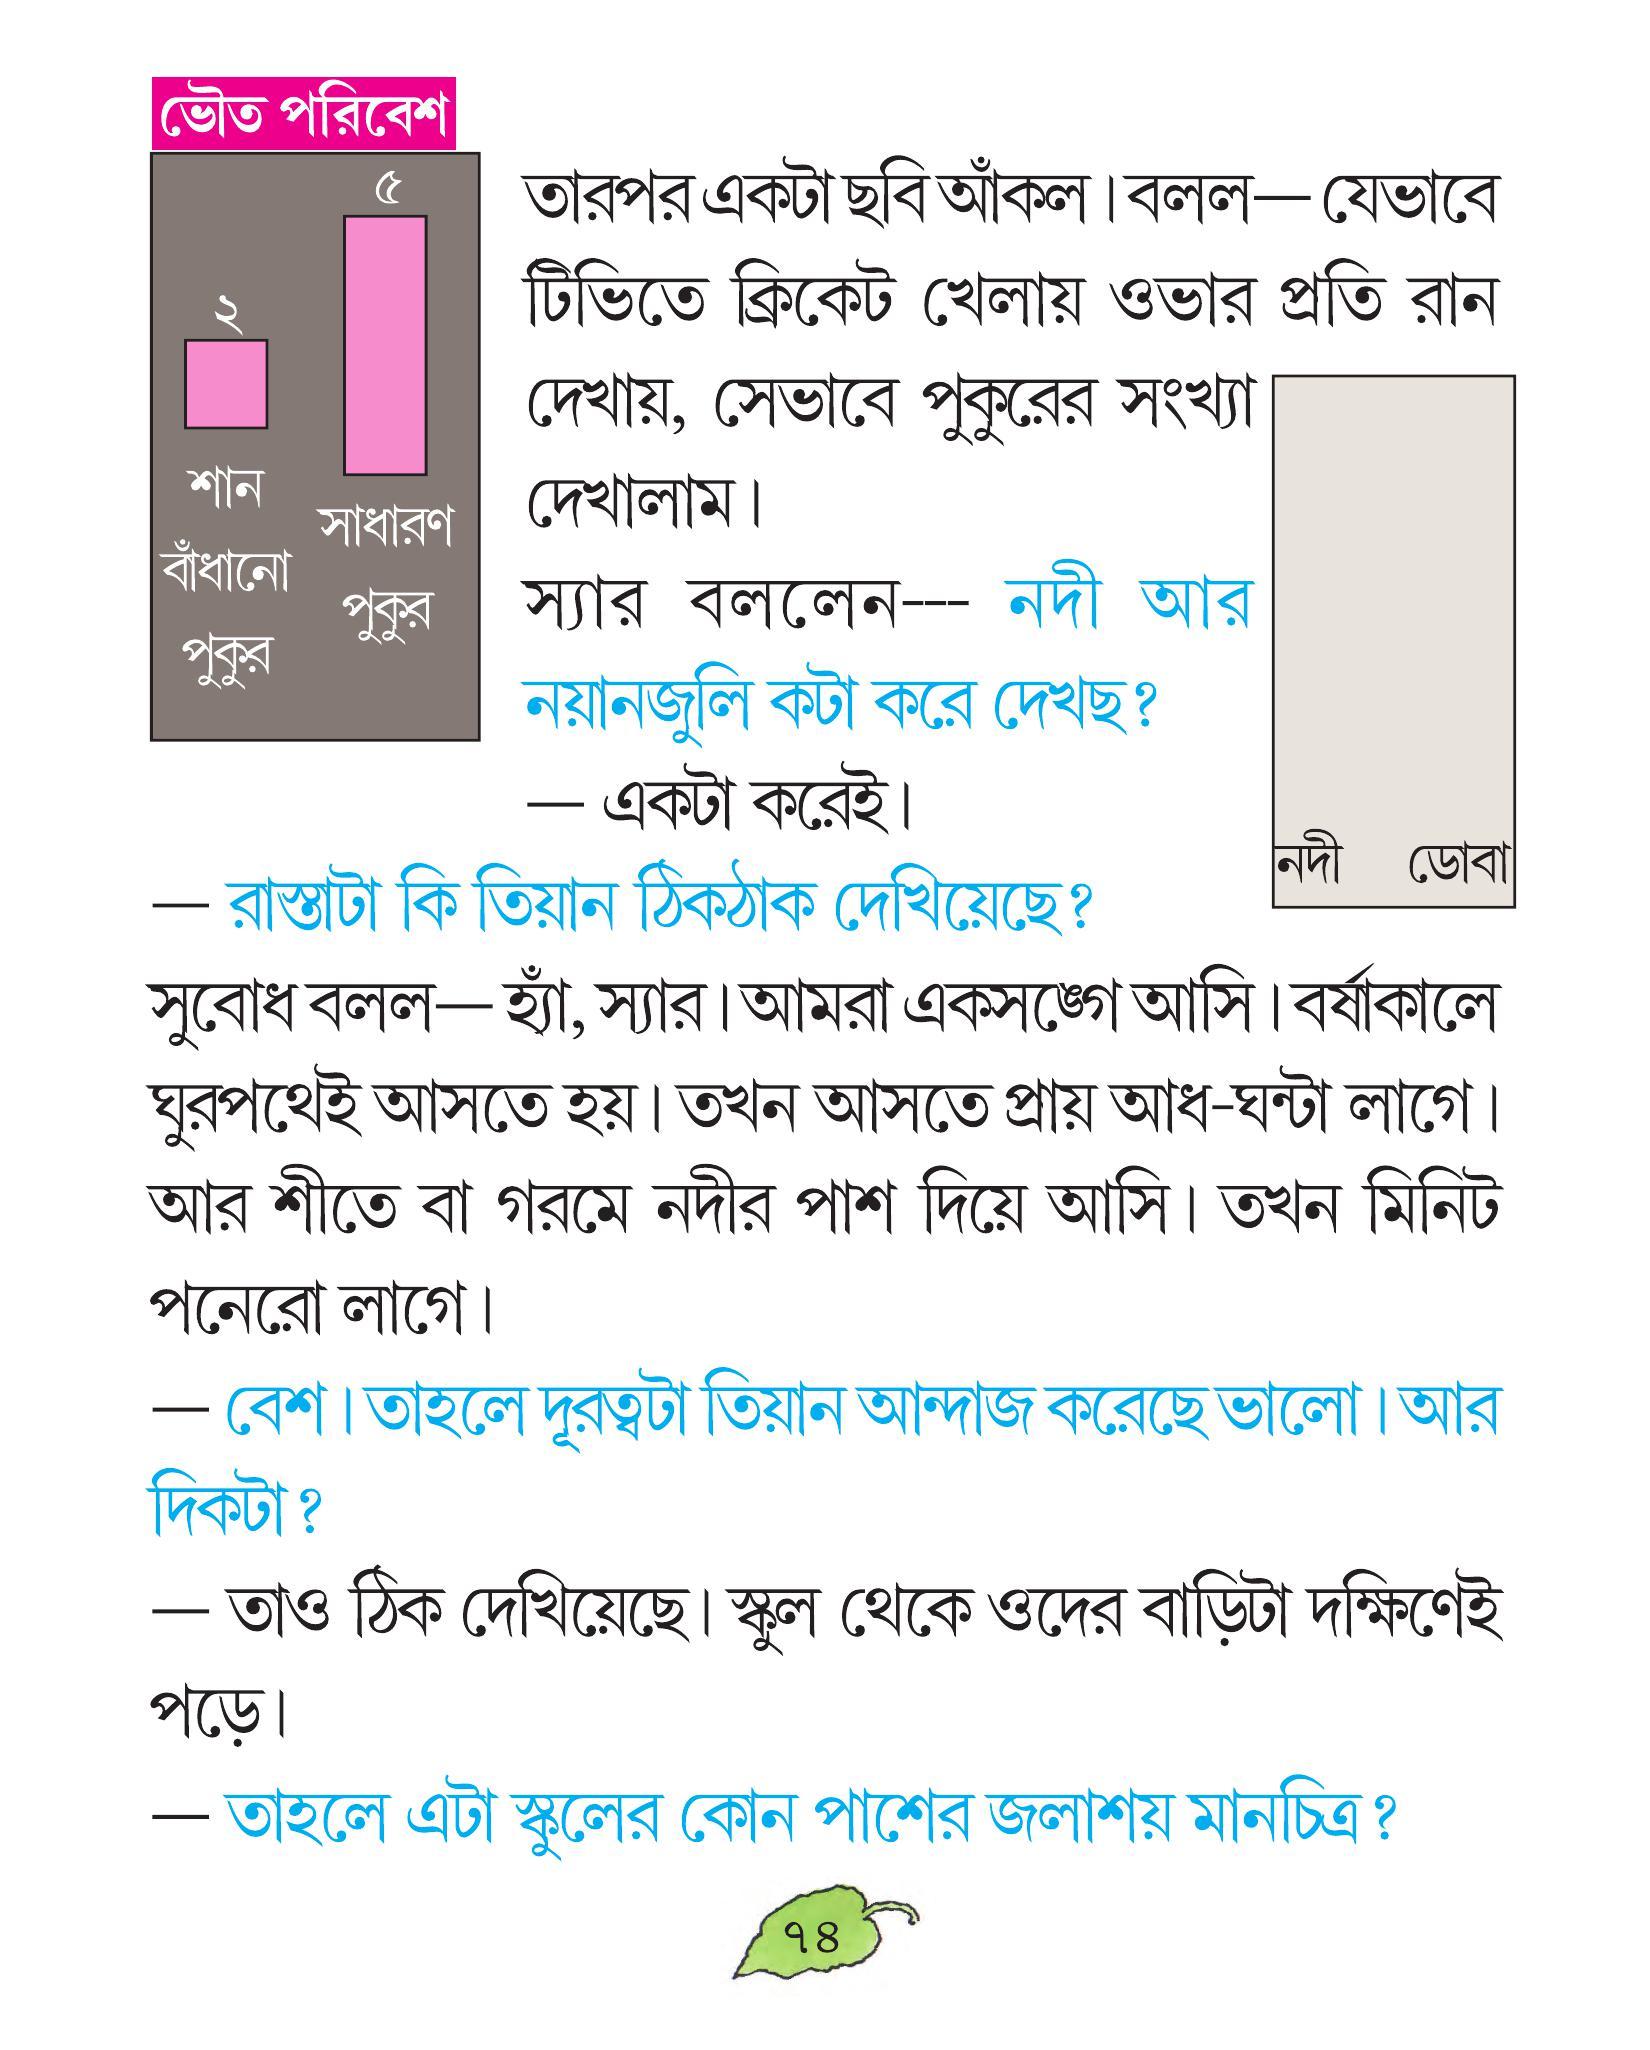 ভৌত পরিবেশ
৫
২
শান
বাঁধানো
পুকুর
সাধারণ
পুকুর
তারপর একটা ছবি আঁকল। বলল— যেভাবে
টিভিতে ক্রিকেট খেলায় ওভার প্রতি রান
দেখায়, সেভাবে পুকুরের সংখ্যা
দেখালাম।
স্যার বললেন--- নদী আর
নয়ানজুলি কটা করে দেখছ?
— একটা করেই।
নদী ডোবা
— রাস্তাটা কি তিয়ান ঠিকঠাক দেখিয়েছে?
সুবোধ বলল— হ্যাঁ, স্যার। আমরা একসঙ্গে আসি। বর্ষাকালে
ঘুরপথেই আসতে হয়। তখন আসতে প্রায় আধ-ঘন্টা লাগে।
আর শীতে বা গরমে নদীর পাশ দিয়ে আসি। তখন মিনিট
পনেরো লাগে।
— বেশ। তাহলে দূরত্বটা তিয়ান আন্দাজ করেছে ভালো। আর
দিকটা?
— তাও ঠিক দেখিয়েছে। স্কুল থেকে ওদের বাড়িটা দক্ষিণেই
পড়ে।
— তাহলে এটা স্কুলের কোন পাশের জলাশয় মানচিত্র?
৭৪